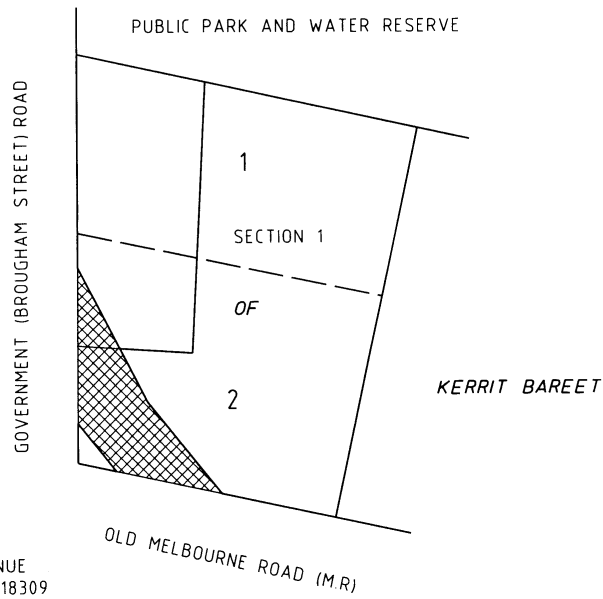 PUBLIC PARK AND WATER RESERVE
GOVERNMENT (BROUGHAM STREET) ROAD
1
SECTION 1
OF
2
KERRIT BAREET
OLD MELBOURNE ROAD (M.R)
NUE
18309